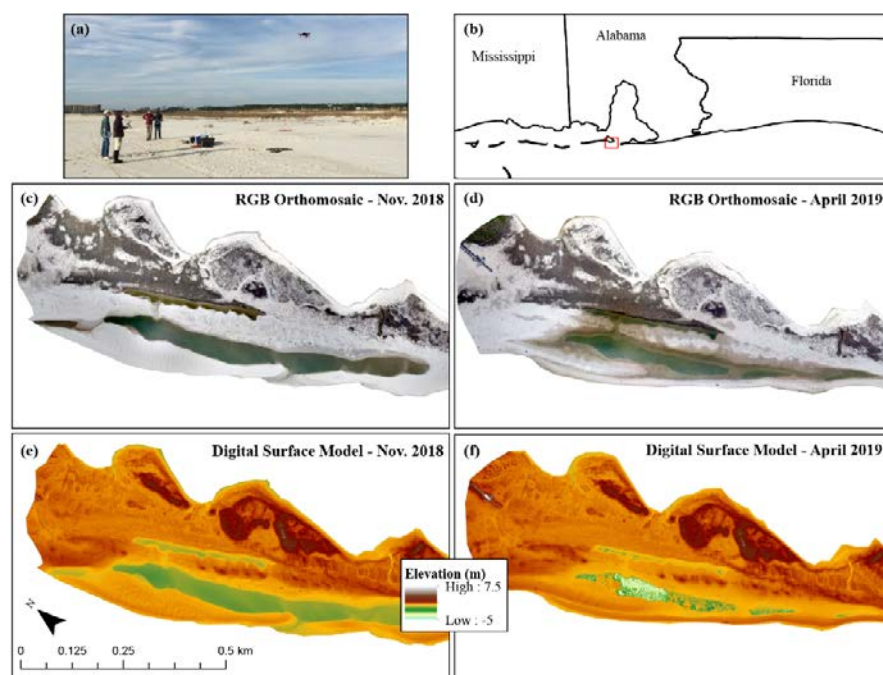 (a)
(b)
Mississippi
Alabama
Florida
(c)
RGB Orthomosaic - Nov. 2018
(d)
RGB Orthomosaic - April 2019
(e)
Digital Surface Model - Nov. 2018
(f)
Digital Surface Model - April 2019
Elevation (m)
High : 7.5
Low : -5
N
0 0.125 0.25 0.5 km